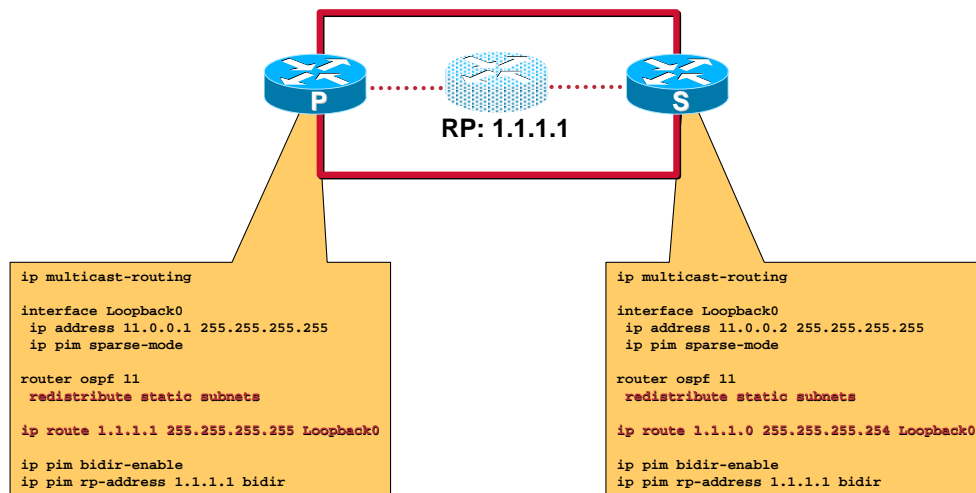 P
S
RP: 1.1.1.1
ip multicast-routing
interface Loopback0
ip address 11.0.0.1 255.255.255.255
ip pim sparse-mode
router ospf 11
redistribute static subnets
ip route 1.1.1.1 255.255.255.255 Loopback0
ip pim bidir-enable
ip pim rp-address 1.1.1.1 bidir
ip multicast-routing
interface Loopback0
ip address 11.0.0.2 255.255.255.255
ip pim sparse-mode
router ospf 11
redistribute static subnets
ip route 1.1.1.0 255.255.255.254 Loopback0
ip pim bidir-enable
ip pim rp-address 1.1.1.1 bidir